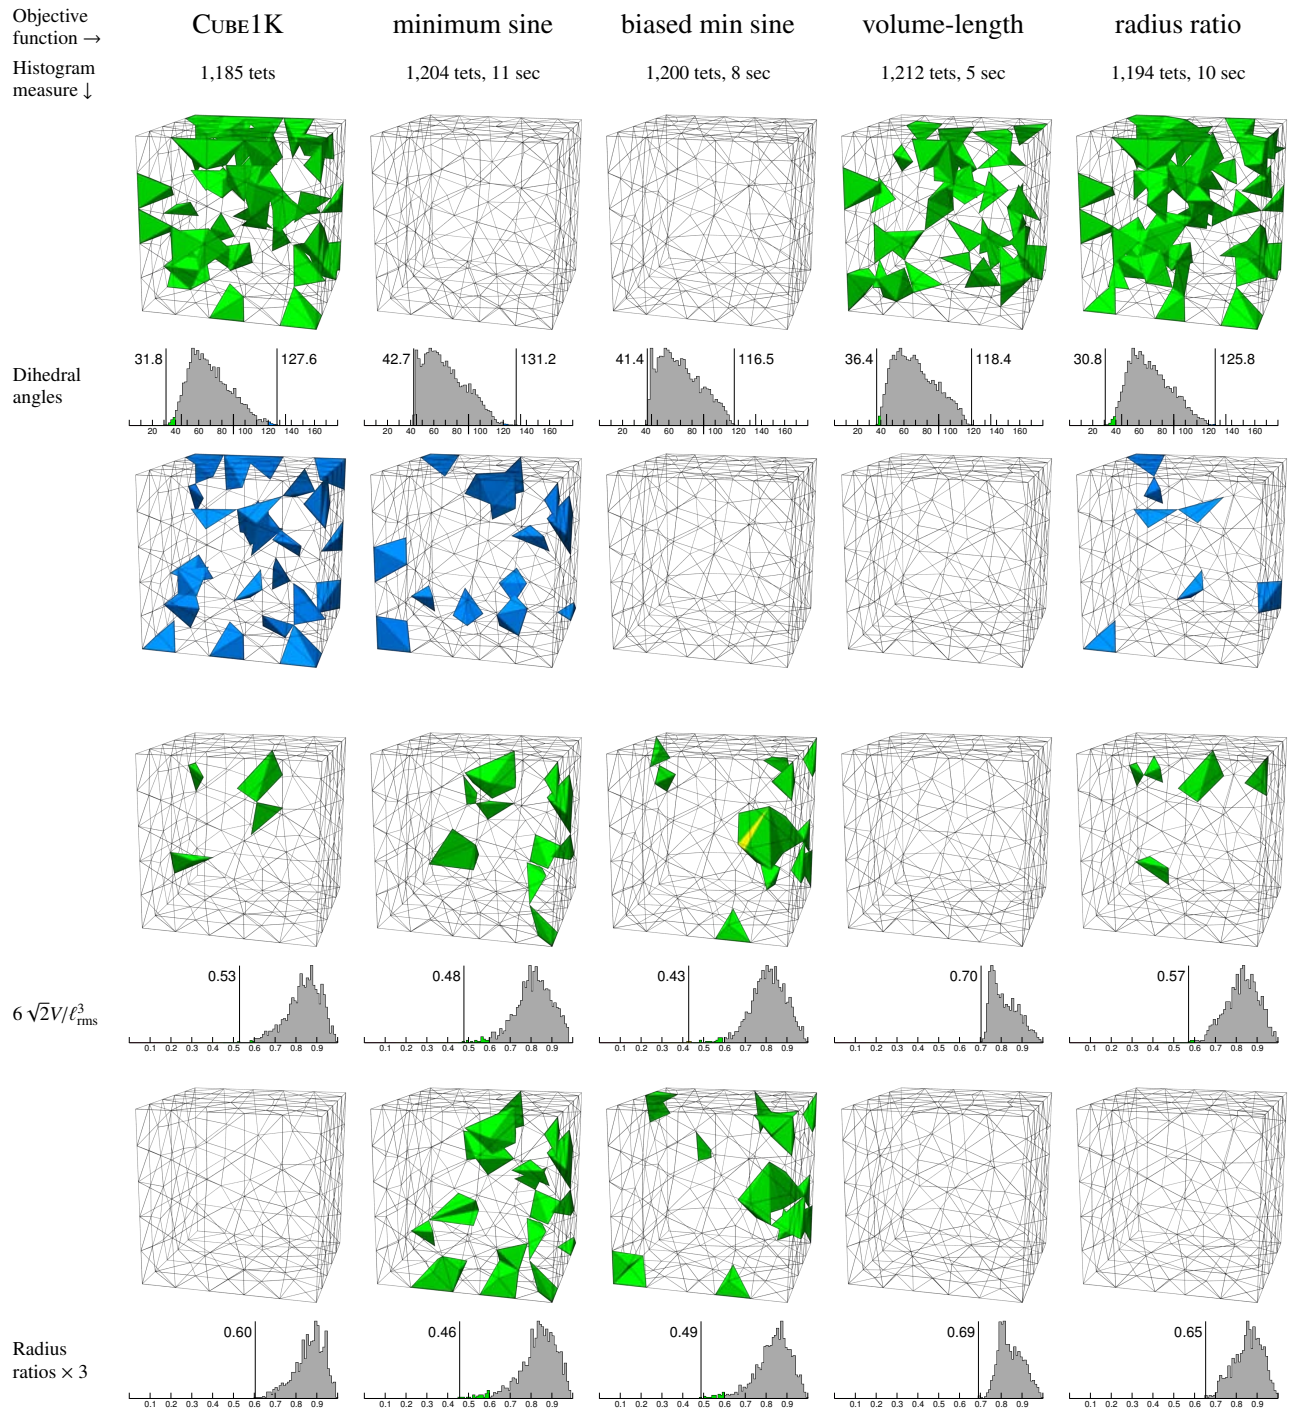 Objective
function → CUBE1K minimum sine biased min sine volume-length radius ratio
Histogram
measure ↓ 1,185 tets 1,204 tets, 11 sec 1,200 tets, 8 sec 1,212 tets, 5 sec 1,194 tets, 10 sec
Dihedral
angles
31.8 127.6 42.7 131.2 41.4 116.5 36.4 118.4 30.8 125.8
20 40 60 80 100 120 140 160 20 40 60 80 100 120 140 160 20 40 60 80 100 120 140 160 20 40 60 80 100 120 140 160 20 40 60 80 100 120 140 160
6 √2V/ℓ³rms
0.53 0.48 0.43 0.70 0.57
0.1 0.2 0.3 0.4 0.5 0.6 0.7 0.8 0.9 0.1 0.2 0.3 0.4 0.5 0.6 0.7 0.8 0.9 0.1 0.2 0.3 0.4 0.5 0.6 0.7 0.8 0.9 0.1 0.2 0.3 0.4 0.5 0.6 0.7 0.8 0.9 0.1 0.2 0.3 0.4 0.5 0.6 0.7 0.8 0.9
Radius
ratios × 3
0.60 0.46 0.49 0.69 0.65
0.1 0.2 0.3 0.4 0.5 0.6 0.7 0.8 0.9 0.1 0.2 0.3 0.4 0.5 0.6 0.7 0.8 0.9 0.1 0.2 0.3 0.4 0.5 0.6 0.7 0.8 0.9 0.1 0.2 0.3 0.4 0.5 0.6 0.7 0.8 0.9 0.1 0.2 0.3 0.4 0.5 0.6 0.7 0.8 0.9